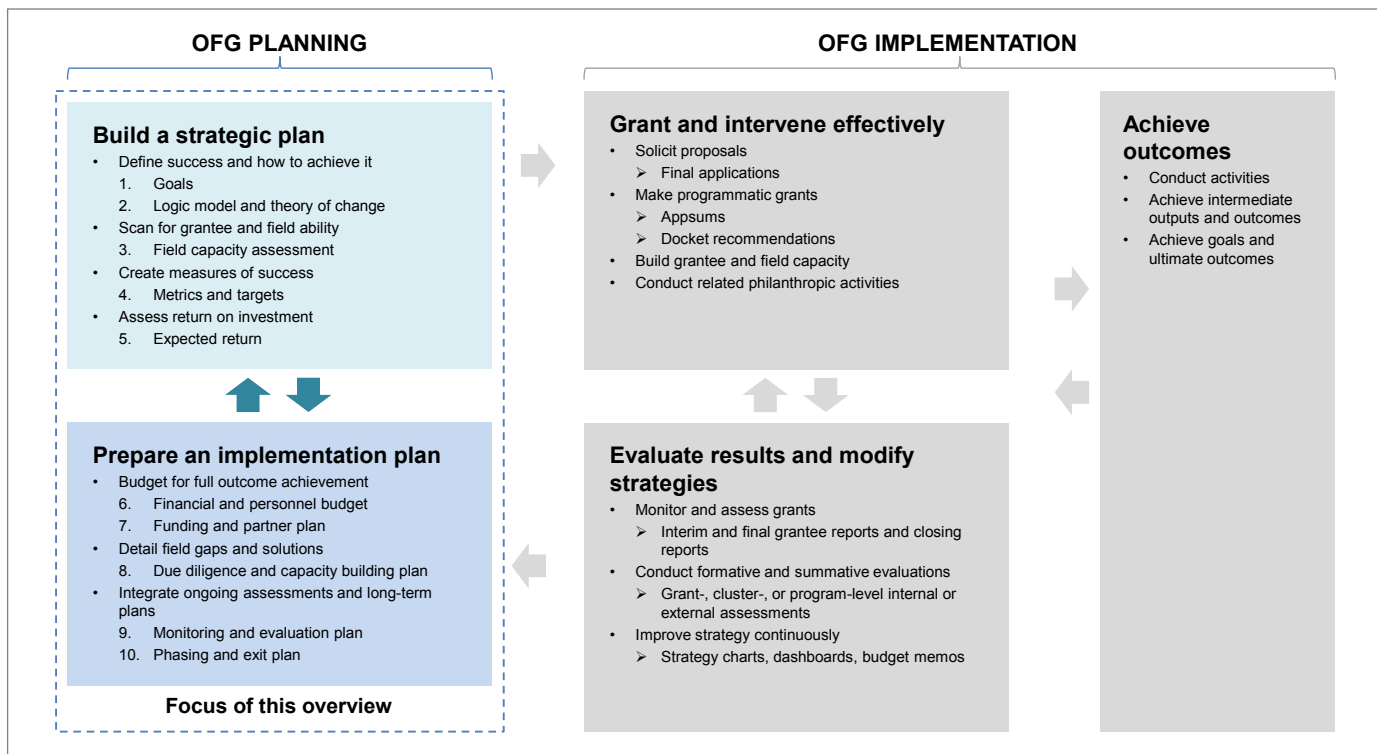 OFG PLANNING
OFG IMPLEMENTATION
Build a strategic plan
• Define success and how to achieve it
1. Goals
2. Logic model and theory of change
• Scan for grantee and field ability
3. Field capacity assessment
• Create measures of success
4. Metrics and targets
• Assess return on investment
5. Expected return
Prepare an implementation plan
• Budget for full outcome achievement
6. Financial and personnel budget
7. Funding and partner plan
• Detail field gaps and solutions
8. Due diligence and capacity building plan
• Integrate ongoing assessments and long-term
plans
9. Monitoring and evaluation plan
10. Phasing and exit plan
Focus of this overview
Grant and intervene effectively
• Solicit proposals
➢ Final applications
• Make programmatic grants
➢ Appsums
➢ Docket recommendations
• Build grantee and field capacity
• Conduct related philanthropic activities
Evaluate results and modify
strategies
• Monitor and assess grants
➢ Interim and final grantee reports and closing
reports
• Conduct formative and summative evaluations
➢ Grant-, cluster-, or program-level internal or
external assessments
• Improve strategy continuously
➢ Strategy charts, dashboards, budget memos
Achieve
outcomes
• Conduct activities
• Achieve intermediate
outputs and outcomes
• Achieve goals and
ultimate outcomes